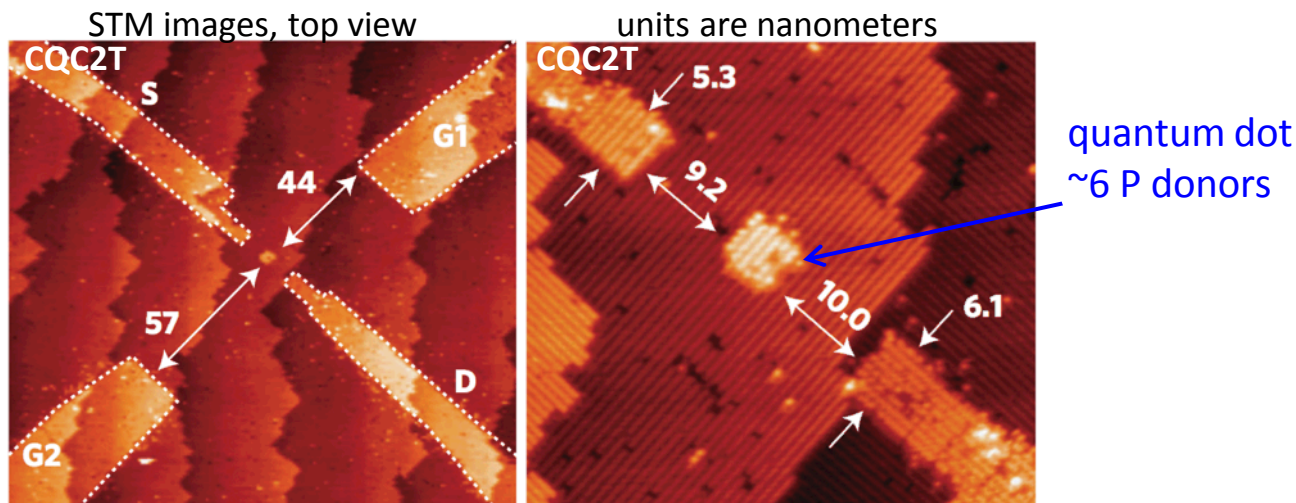 STM images, top view
units are nanometers
CQC2T
S
G1
44
57
D
G2
CQC2T
5.3
9.2
10.0
6.1
quantum dot
~6 P donors